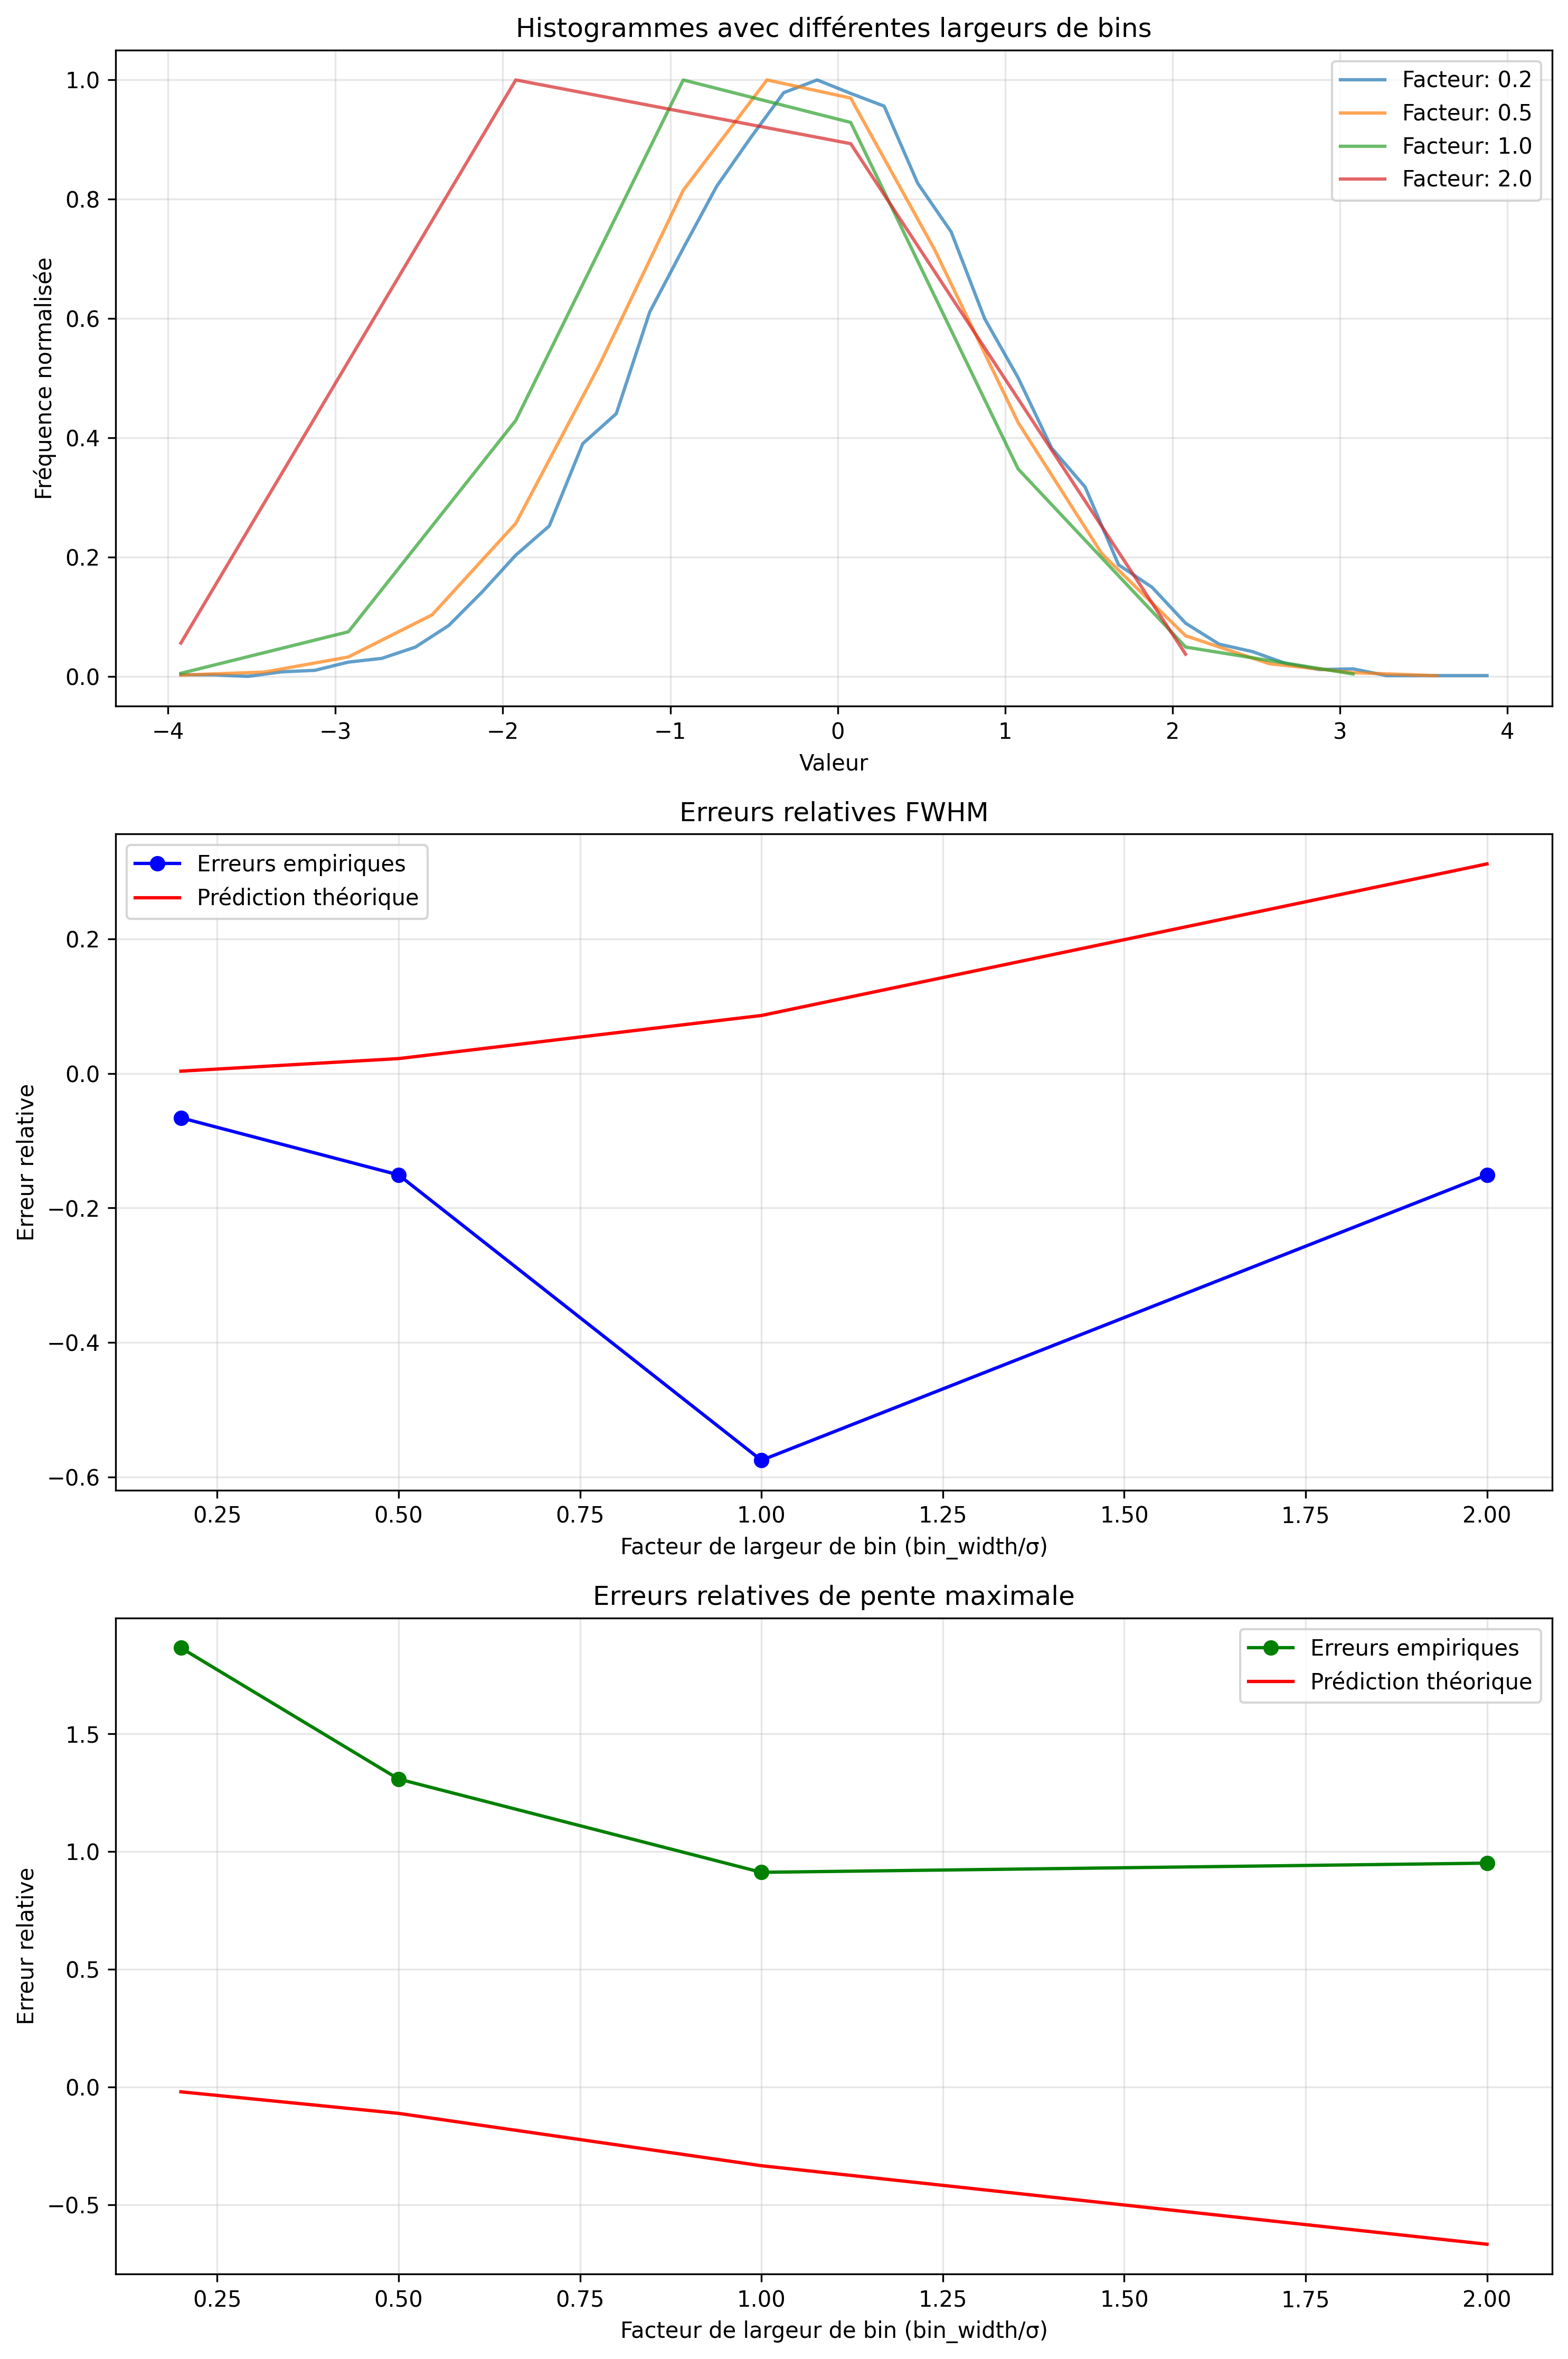 Histogrammes avec différentes largeurs de bins
1.0
0.8
0.6
0.4
0.2
0.0
Fréquence normalisée
Facteur: 0.2
Facteur: 0.5
Facteur: 1.0
Facteur: 2.0
−4 −3 −2 −1 0 1 2 3 4
Valeur
Erreurs relatives FWHM
Erreurs empiriques
Prédiction théorique
0.2
0.0
−0.2
−0.4
−0.6
Erreur relative
0.25 0.50 0.75 1.00 1.25 1.50 1.75 2.00
Facteur de largeur de bin (bin_width/σ)
Erreurs relatives de pente maximale
Erreurs empiriques
Prédiction théorique
1.5
1.0
0.5
0.0
−0.5
Erreur relative
0.25 0.50 0.75 1.00 1.25 1.50 1.75 2.00
Facteur de largeur de bin (bin_width/σ)